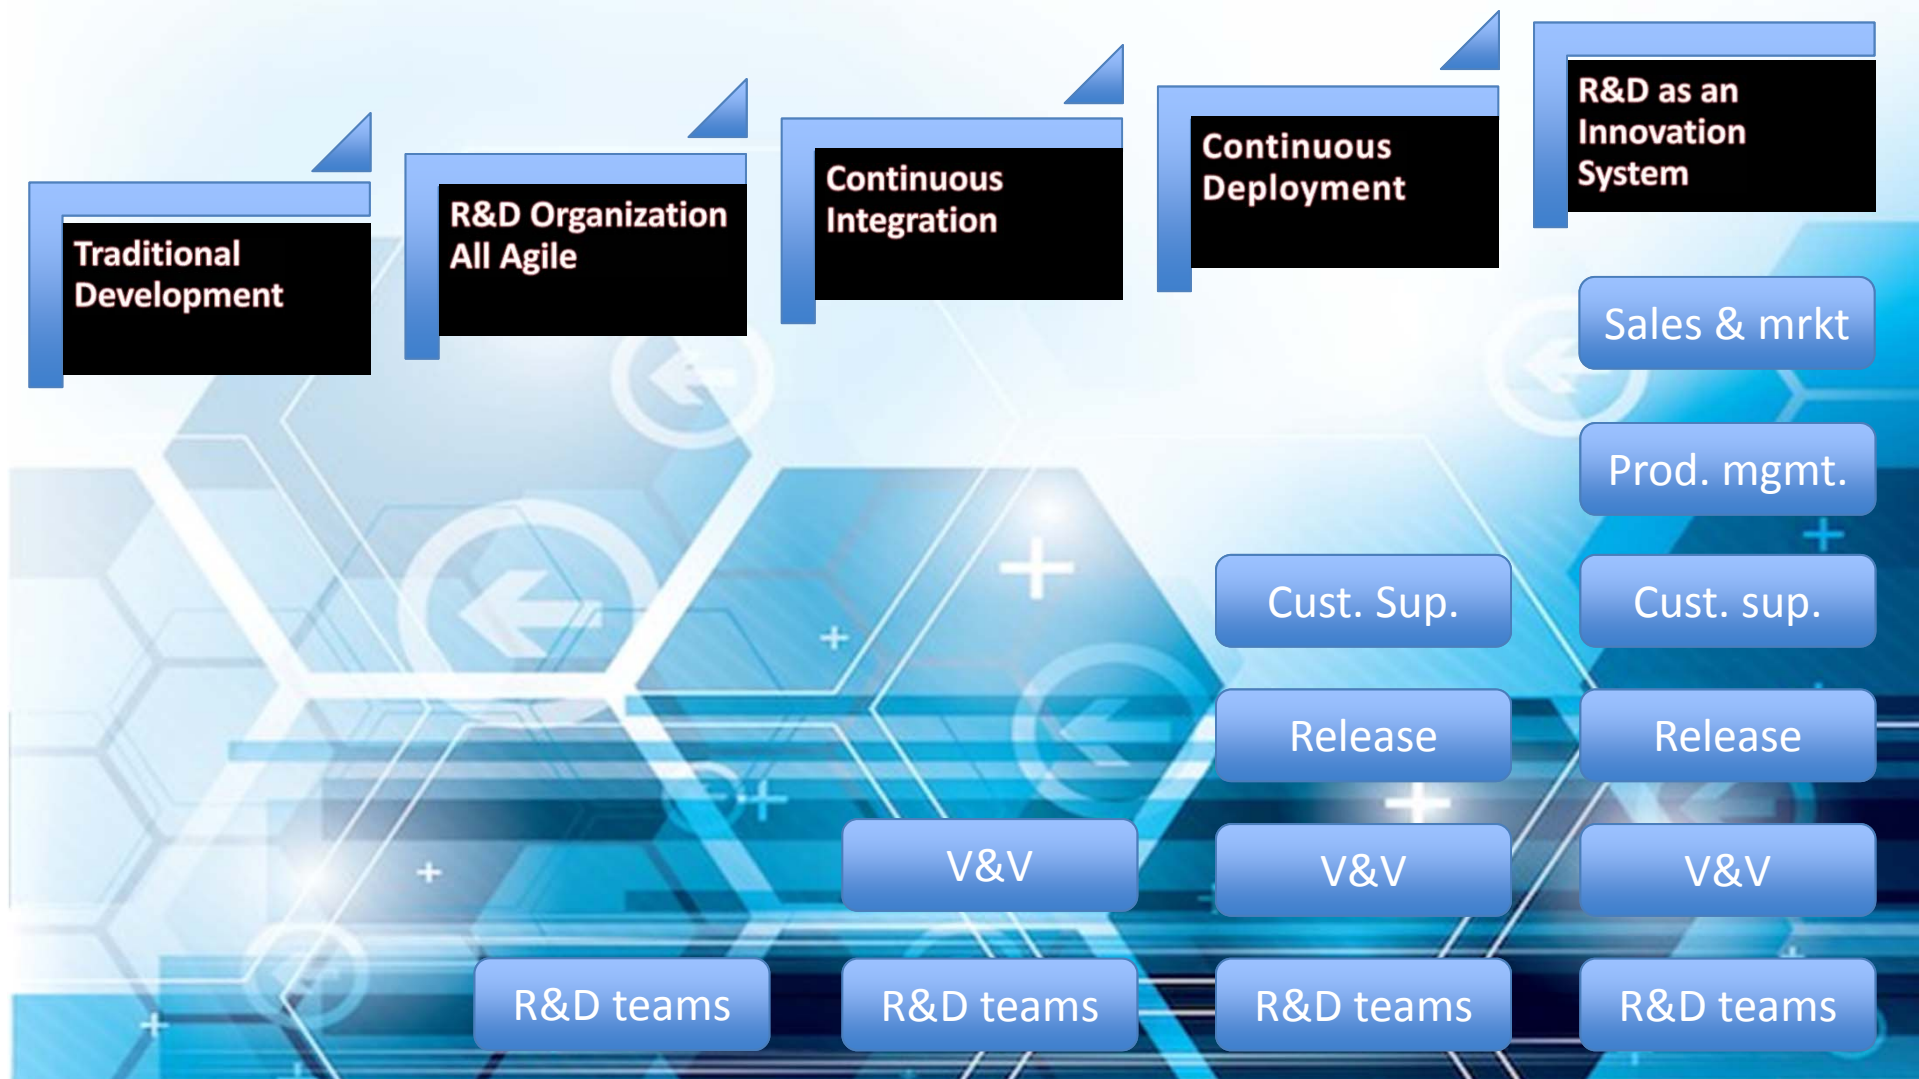 Traditional
Development
R&D Organization
All Agile
Continuous
Integration
Continuous
Deployment
R&D as an
Innovation
System
Sales & mrkt
Prod. mgmt.
Cust. Sup.
Cust. sup.
Release
Release
V&V
V&V
V&V
R&D teams
R&D teams
R&D teams
R&D teams